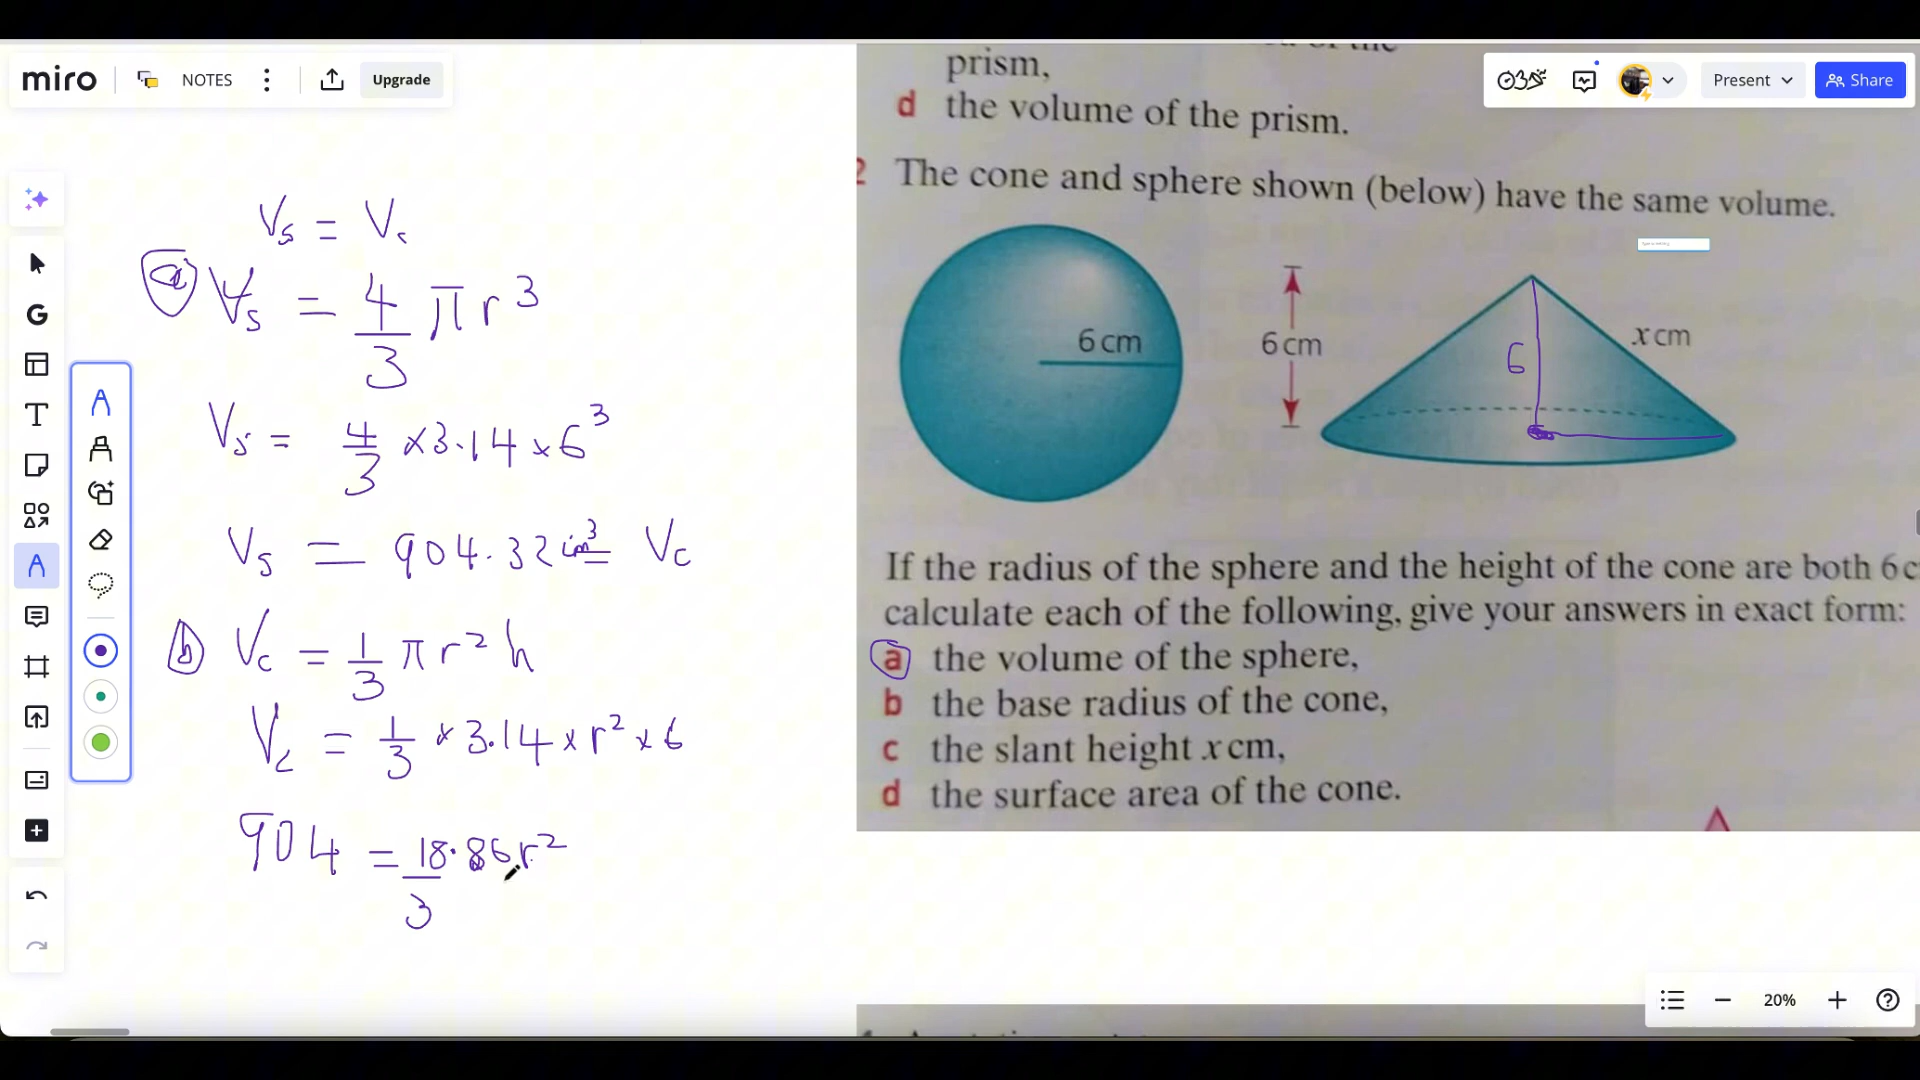 miro NOTES Upgrade
Present Share
prism,
d the volume of the prism.
2 The cone and sphere shown (below) have the same volume.
6 cm
6 cm
6
x cm
If the radius of the sphere and the height of the cone are both 6 c
calculate each of the following, give your answers in exact form:
a the volume of the sphere,
b the base radius of the cone,
c the slant height x cm,
d the surface area of the cone.
Vs = Vc
a Vs = 4/3 π r³
Vs = 4/3 × 3.14 × 6³
Vs = 904.32 cm³ = Vc
b Vc = 1/3 π r² h
Vc = 1/3 × 3.14 × r² × 6
904 = 18.86r²/3
20%